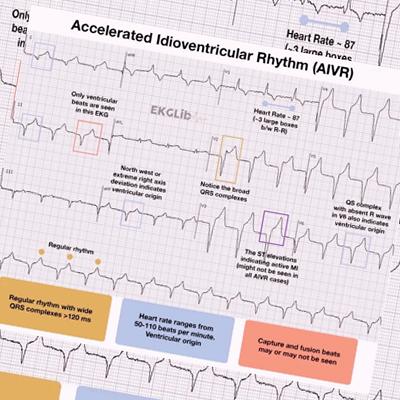 Accelerated Idioventricular Rhythm (AIVR)
Heart Rate ~ 87
(~3 large boxes
Only ventricular
beats are seen
in this EKG
EKGLib
Heart Rate ~ 87
(~3 large boxes
b/w R-R)
North west or
extreme right axis
deviation indicates
ventricular origin
Notice the broad
QRS complexes
QS complex
with absent R wave
in V6 also indicates
ventricular origin
The ST elevations
indicating active MI
(might not be seen in
all AIVR cases)
Regular rhythm
Regular rhythm with wide
QRS complexes >120 ms
Heart rate ranges from
50-110 beats per minute.
Ventricular origin
Capture and fusion beats
may or may not be seen